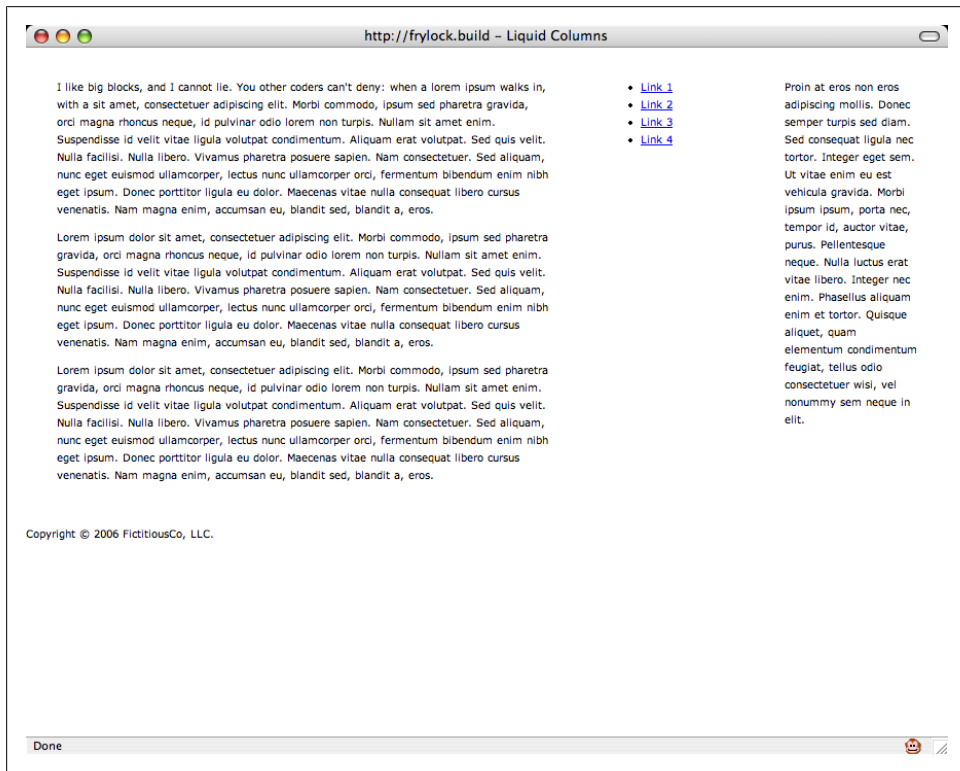 http://frylock.build – Liquid Columns
I like big blocks, and I cannot lie. You other coders can't deny: when a lorem ipsum walks in,
with a sit amet, consectetuer adipiscing elit. Morbi commodo, ipsum sed pharetra gravida,
orci magna rhoncus neque, id pulvinar odio lorem non turpis. Nullam sit amet enim.
Suspendisse id velit vitae ligula volutpat condimentum. Aliquam erat volutpat. Sed quis velit.
Nulla facilisi. Nulla libero. Vivamus pharetra posuere sapien. Nam consectetuer. Sed aliquam,
nunc eget euismod ullamcorper, lectus nunc ullamcorper orci, fermentum bibendum enim nibh
eget ipsum. Donec porttitor ligula eu dolor. Maecenas vitae nulla consequat libero cursus
venenatis. Nam magna enim, accumsan eu, blandit sed, blandit a, eros.
Lorem ipsum dolor sit amet, consectetuer adipiscing elit. Morbi commodo, ipsum sed pharetra
gravida, orci magna rhoncus neque, id pulvinar odio lorem non turpis. Nullam sit amet enim.
Suspendisse id velit vitae ligula volutpat condimentum. Aliquam erat volutpat. Sed quis velit.
Nulla facilisi. Nulla libero. Vivamus pharetra posuere sapien. Nam consectetuer. Sed aliquam,
nunc eget euismod ullamcorper, lectus nunc ullamcorper orci, fermentum bibendum enim nibh
eget ipsum. Donec porttitor ligula eu dolor. Maecenas vitae nulla consequat libero cursus
venenatis. Nam magna enim, accumsan eu, blandit sed, blandit a, eros.
Lorem ipsum dolor sit amet, consectetuer adipiscing elit. Morbi commodo, ipsum sed pharetra
gravida, orci magna rhoncus neque, id pulvinar odio lorem non turpis. Nullam sit amet enim.
Suspendisse id velit vitae ligula volutpat condimentum. Aliquam erat volutpat. Sed quis velit.
Nulla facilisi. Nulla libero. Vivamus pharetra posuere sapien. Nam consectetuer. Sed aliquam,
nunc eget euismod ullamcorper, lectus nunc ullamcorper orci, fermentum bibendum enim nibh
eget ipsum. Donec porttitor ligula eu dolor. Maecenas vitae nulla consequat libero cursus
venenatis. Nam magna enim, accumsan eu, blandit sed, blandit a, eros.
• Link 1
• Link 2
• Link 3
• Link 4
Proin at eros non eros
adipiscing mollis. Donec
semper turpis sed diam.
Sed consequat ligula nec
tortor. Integer eget sem.
Ut vitae enim eu est
vehicula gravida. Morbi
ipsum ipsum, porta nec,
tempor id, auctor vitae,
purus. Pellentesque
neque. Nulla luctus erat
vitae libero. Integer nec
enim. Phasellus aliquam
enim et tortor. Quisque
aliquet, quam
elementum condimentum
feugiat, tellus odio
consectetuer wisi, vel
nonummy sem neque in
elit.
Copyright © 2006 FictitiousCo, LLC.
Done